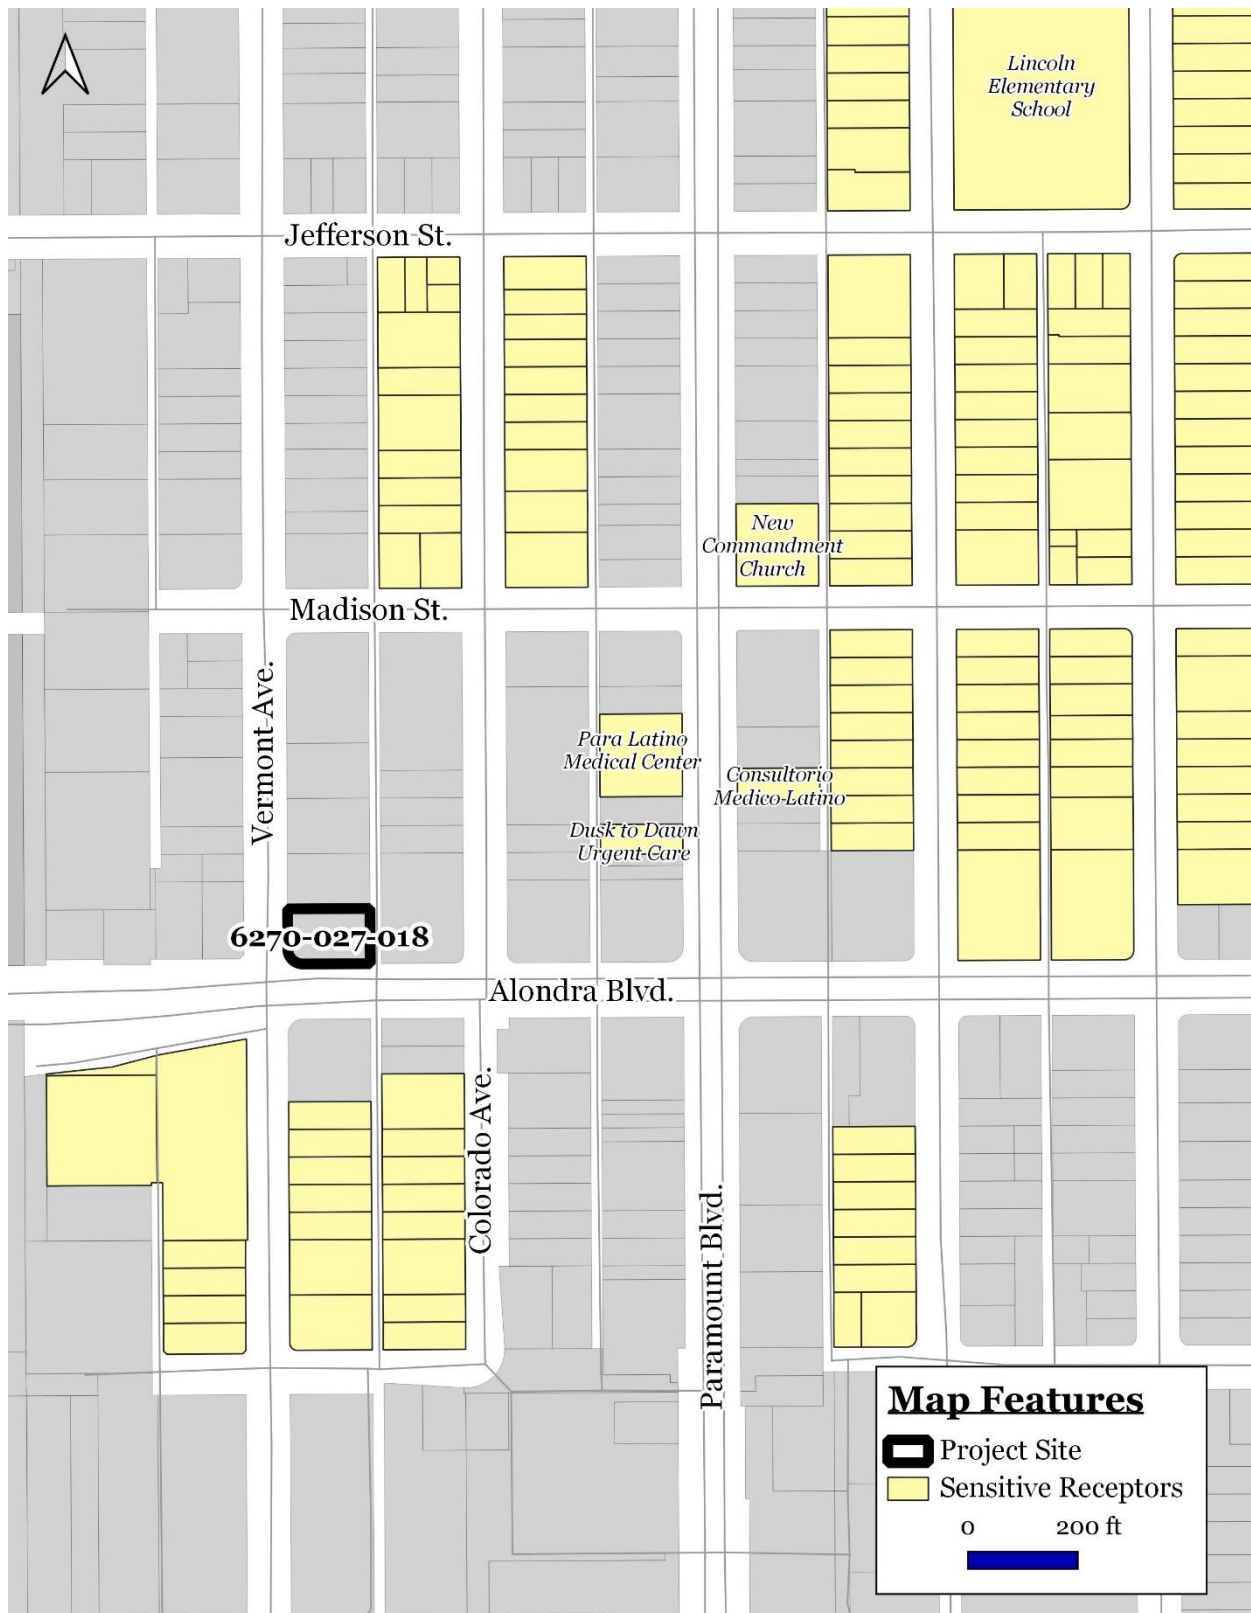 Lincoln
Elementary
School
Jefferson St.
New
Commandment
Church
Madison St.
Vermont Ave.
Para Latino
Medical Center
Consultorio
Medico Latino
Dusk to Dawn
Urgent Care
6270-027-018
Alondra Blvd.
Colorado Ave.
Paramount Blvd.
Map Features
Project Site
Sensitive Receptors
0 200 ft